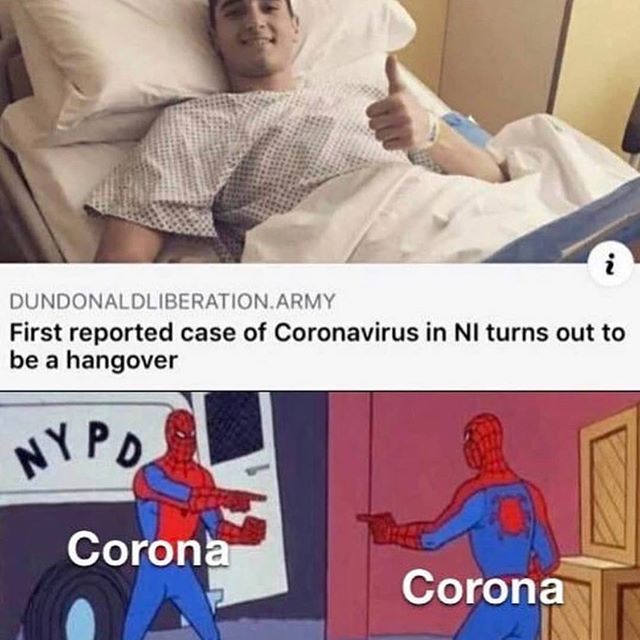 DUNDONALDLIBERATION.ARMY
First reported case of Coronavirus in NI turns out to
be a hangover
NYPD
Corona
Corona